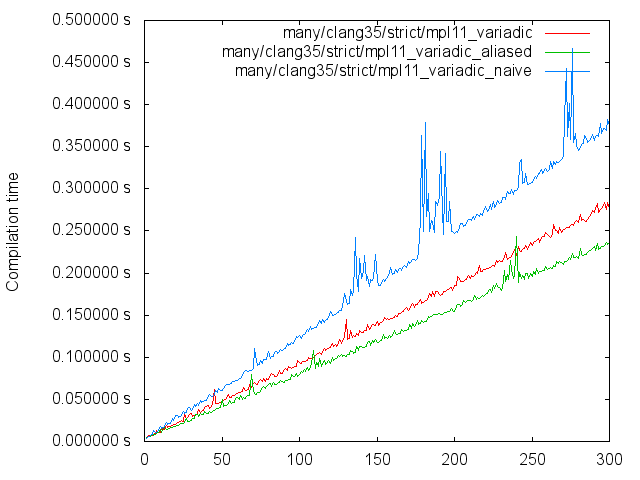 0.500000 s
0.450000 s
0.400000 s
0.350000 s
0.300000 s
0.250000 s
0.200000 s
0.150000 s
0.100000 s
0.050000 s
0.000000 s
Compilation time
many/clang35/strict/mpl11_variadic
many/clang35/strict/mpl11_variadic_aliased
many/clang35/strict/mpl11_variadic_naive
0 50 100 150 200 250 300